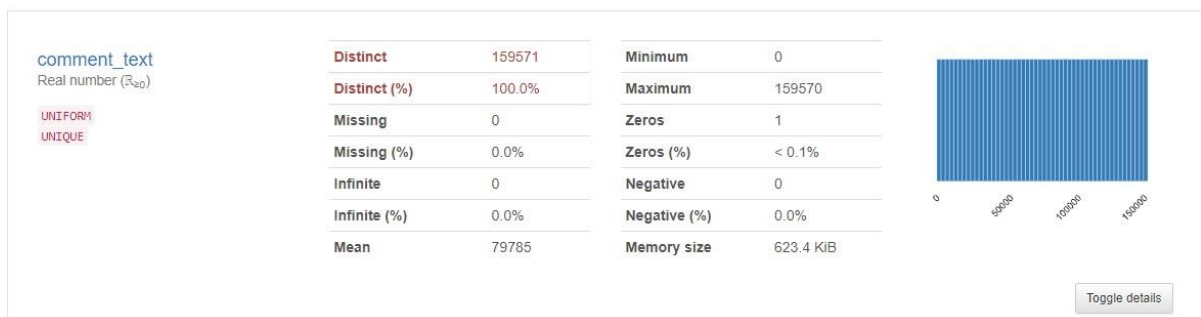 comment_text
Real number (ℝ≥0)
UNIFORM
UNIQUE
Distinct 159571
Distinct (%) 100.0%
Missing 0
Missing (%) 0.0%
Infinite 0
Infinite (%) 0.0%
Mean 79785
Minimum 0
Maximum 159570
Zeros 1
Zeros (%) < 0.1%
Negative 0
Negative (%) 0.0%
Memory size 623.4 KiB
0 50000 100000 150000
Toggle details